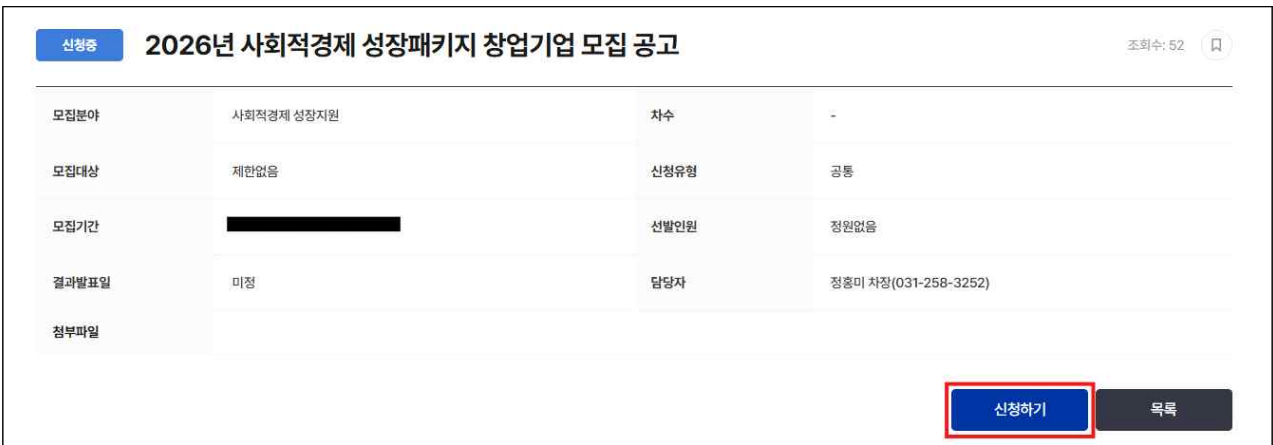 신청중 2026년 사회적경제 성장패키지 창업기업 모집 공고 조회수: 52
모집분야 사회적경제 성장지원 차수 -
모집대상 제한없음 신청유형 공통
모집기간 선발인원 정원없음
결과발표일 미정 담당자 정홍미 차장(031-258-3252)
첨부파일
신청하기 목록